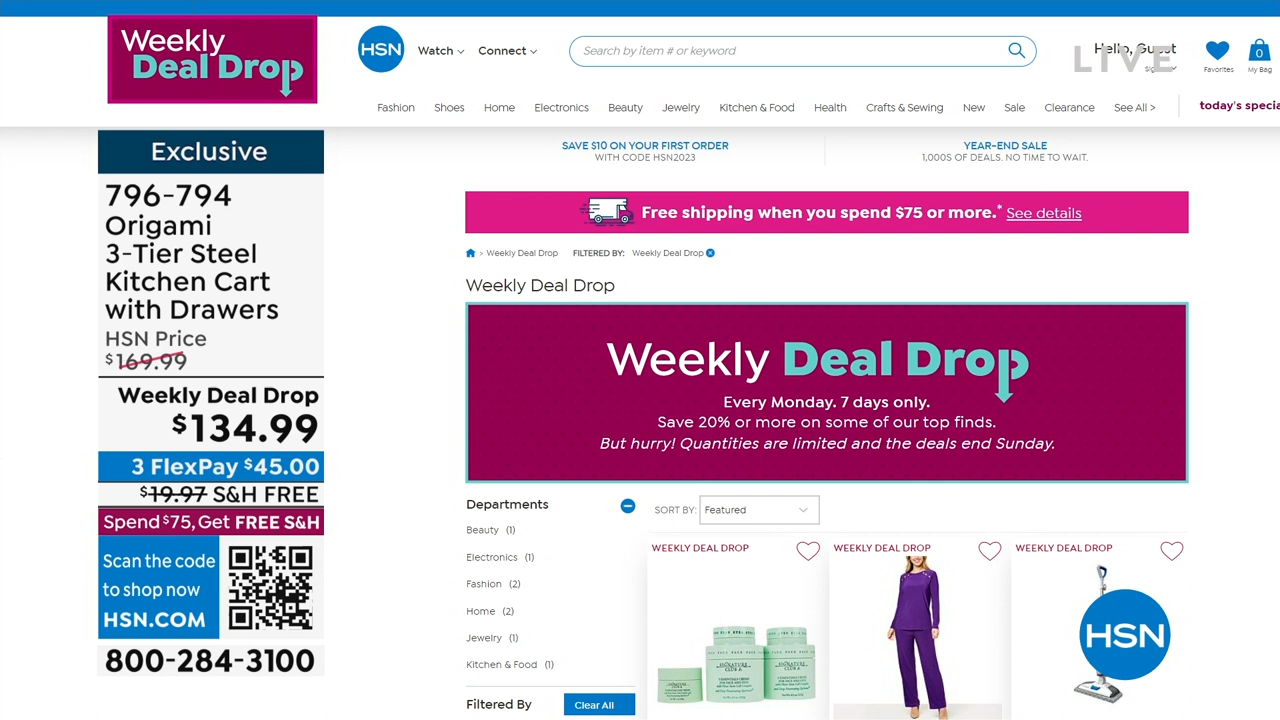 Weekly
Deal Drop
HSN
Watch
Connect
Search by item # or keyword
Hello, Guest
LIVE
Favorites
0
My Bag
Fashion
Shoes
Home
Electronics
Beauty
Jewelry
Kitchen & Food
Health
Crafts & Sewing
New
Sale
Clearance
See All >
today's specia
Exclusive
796-794
Origami
3-Tier Steel
Kitchen Cart
with Drawers
HSN Price
$169.99
Weekly Deal Drop
$134.99
3 FlexPay $45.00
$19.97 S&H FREE
Spend $75, Get FREE S&H
Scan the code
to shop now
HSN.COM
800-284-3100
SAVE $10 ON YOUR FIRST ORDER
WITH CODE HSN2023
YEAR-END SALE
1,000S OF DEALS. NO TIME TO WAIT.
Free shipping when you spend $75 or more.* See details
> Weekly Deal Drop
FILTERED BY: Weekly Deal Drop
Weekly Deal Drop
Weekly Deal Drop
Every Monday. 7 days only.
Save 20% or more on some of our top finds.
But hurry! Quantities are limited and the deals end Sunday.
Departments
Beauty (1)
Electronics (1)
Fashion (2)
Home (2)
Jewelry (1)
Kitchen & Food (1)
Filtered By
Clear All
SORT BY: Featured
WEEKLY DEAL DROP
WEEKLY DEAL DROP
WEEKLY DEAL DROP
SIGNATURE
CLUB A
SIGNATURE
CLUB A
SIGNATURE
CLUB A
HSN